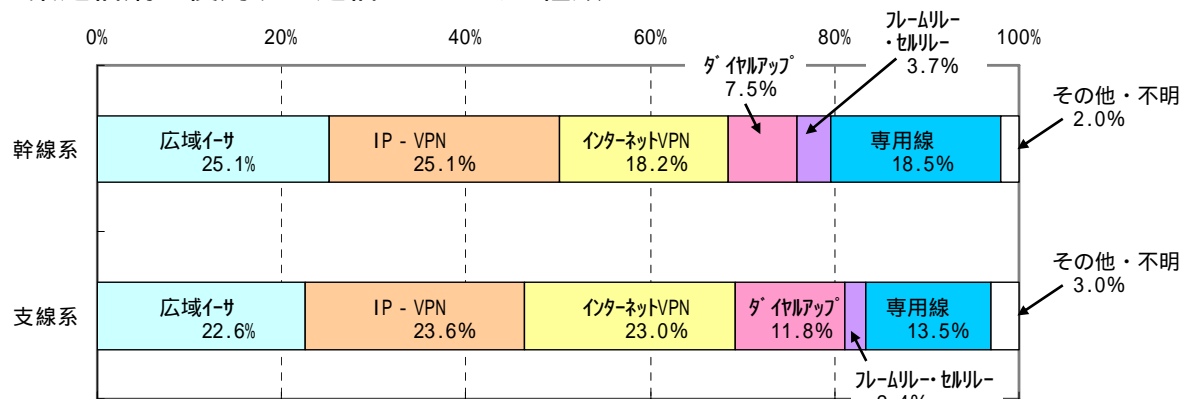 0% 20% 40% 60% 80% 100%
ﾌﾚｰﾑﾘﾚｰ
・ｾﾙﾘﾚｰ
3.7%
ﾀﾞｲﾔﾙｱｯﾌﾟ
7.5%
その他・不明
2.0%
幹線系
広域ｲｰｻ
25.1%
IP - VPN
25.1%
ｲﾝﾀｰﾈｯﾄVPN
18.2%
専用線
18.5%
その他・不明
3.0%
支線系
広域ｲｰｻ
22.6%
IP - VPN
23.6%
ｲﾝﾀｰﾈｯﾄVPN
23.0%
ﾀﾞｲﾔﾙｱｯﾌﾟ
11.8%
専用線
13.5%
ﾌﾚｰﾑﾘﾚｰ・ｾﾙﾘﾚｰ